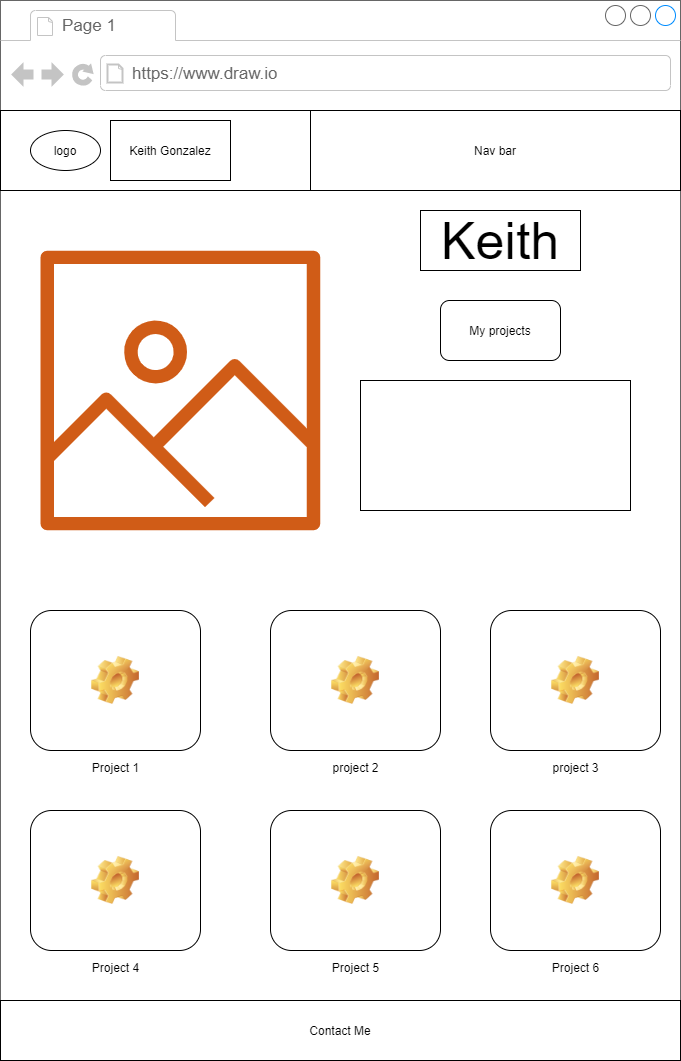 Page 1
https://www.draw.io
logo
Keith Gonzalez
Nav bar
Keith
My projects
Project 1
project 2
project 3
Project 4
Project 5
Project 6
Contact Me